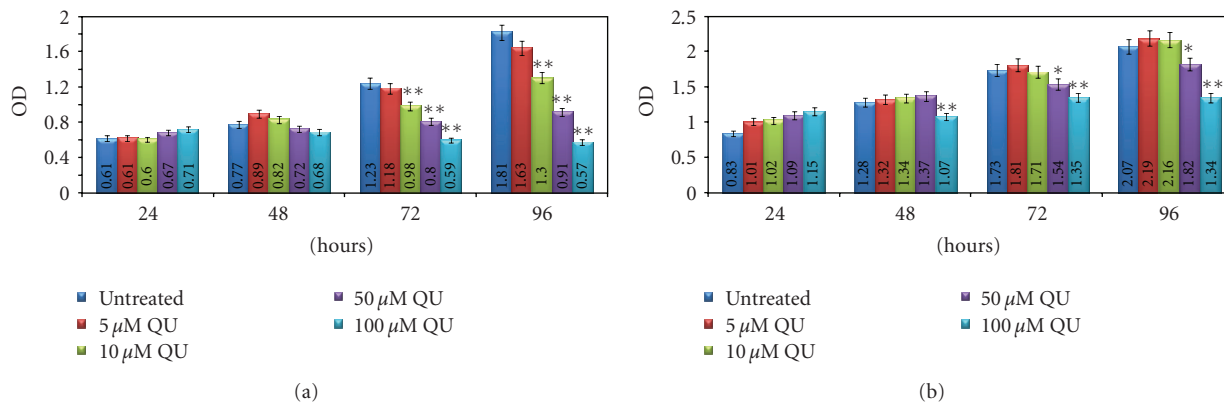 2
1.6
1.2
0.8
0.4
0
OD
0.61 0.61 0.6 0.67 0.71
0.77 0.89 0.82 0.72 0.68
1.23 1.18 0.98 0.8 0.59
1.81 1.63 1.3 0.91 0.57
** ** **
** ** **
24 48 72 96
(hours)
Untreated
5 µM QU
10 µM QU
50 µM QU
100 µM QU
(a)
2.5
2
1.5
1
0.5
0
OD
0.83 1.01 1.02 1.09 1.15
1.28 1.32 1.34 1.37 1.07
1.73 1.81 1.71 1.54 1.35
2.07 2.19 2.16 1.82 1.34
**
* **
* **
24 48 72 96
(hours)
Untreated
5 µM QU
10 µM QU
50 µM QU
100 µM QU
(b)